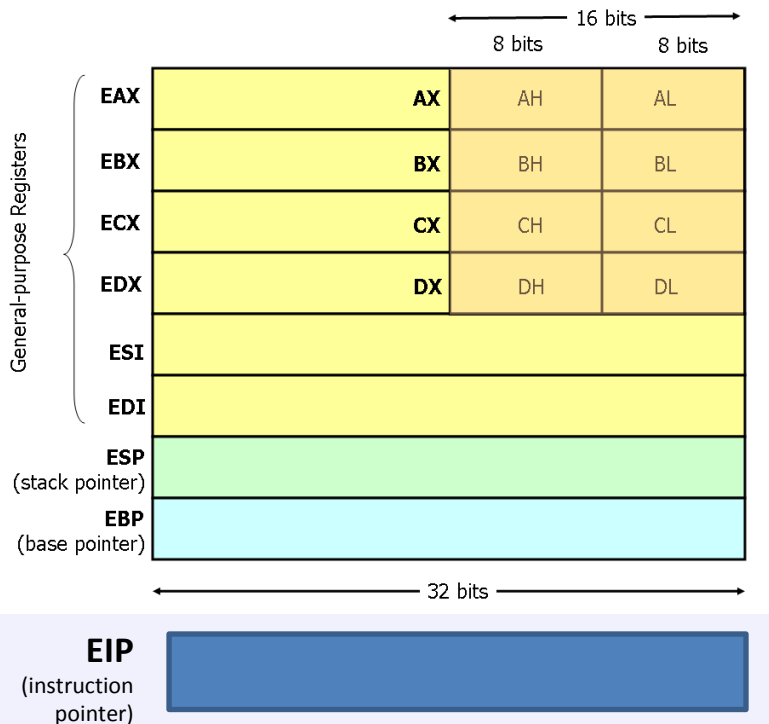 16 bits
8 bits 8 bits
EAX AX AH AL
EBX BX BH BL
ECX CX CH CL
EDX DX DH DL
ESI
EDI
General-purpose Registers
ESP
(stack pointer)
EBP
(base pointer)
32 bits
EIP
(instruction
pointer)